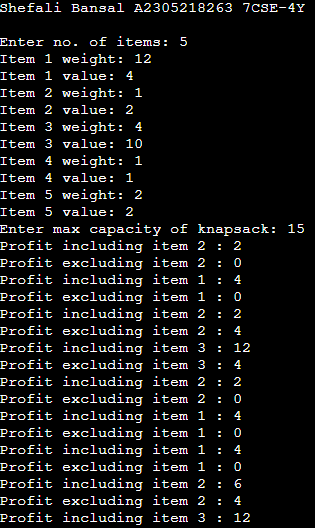 Shefali Bansal A2305218263 7CSE-4Y
Enter no. of items: 5
Item 1 weight: 12
Item 1 value: 4
Item 2 weight: 1
Item 2 value: 2
Item 3 weight: 4
Item 3 value: 10
Item 4 weight: 1
Item 4 value: 1
Item 5 weight: 2
Item 5 value: 2
Enter max capacity of knapsack: 15
Profit including item 2 : 2
Profit excluding item 2 : 0
Profit including item 1 : 4
Profit excluding item 1 : 0
Profit including item 2 : 2
Profit excluding item 2 : 4
Profit including item 3 : 12
Profit excluding item 3 : 4
Profit including item 2 : 2
Profit excluding item 2 : 0
Profit including item 1 : 4
Profit excluding item 1 : 0
Profit including item 1 : 4
Profit excluding item 1 : 0
Profit including item 2 : 6
Profit excluding item 2 : 4
Profit including item 3 : 12